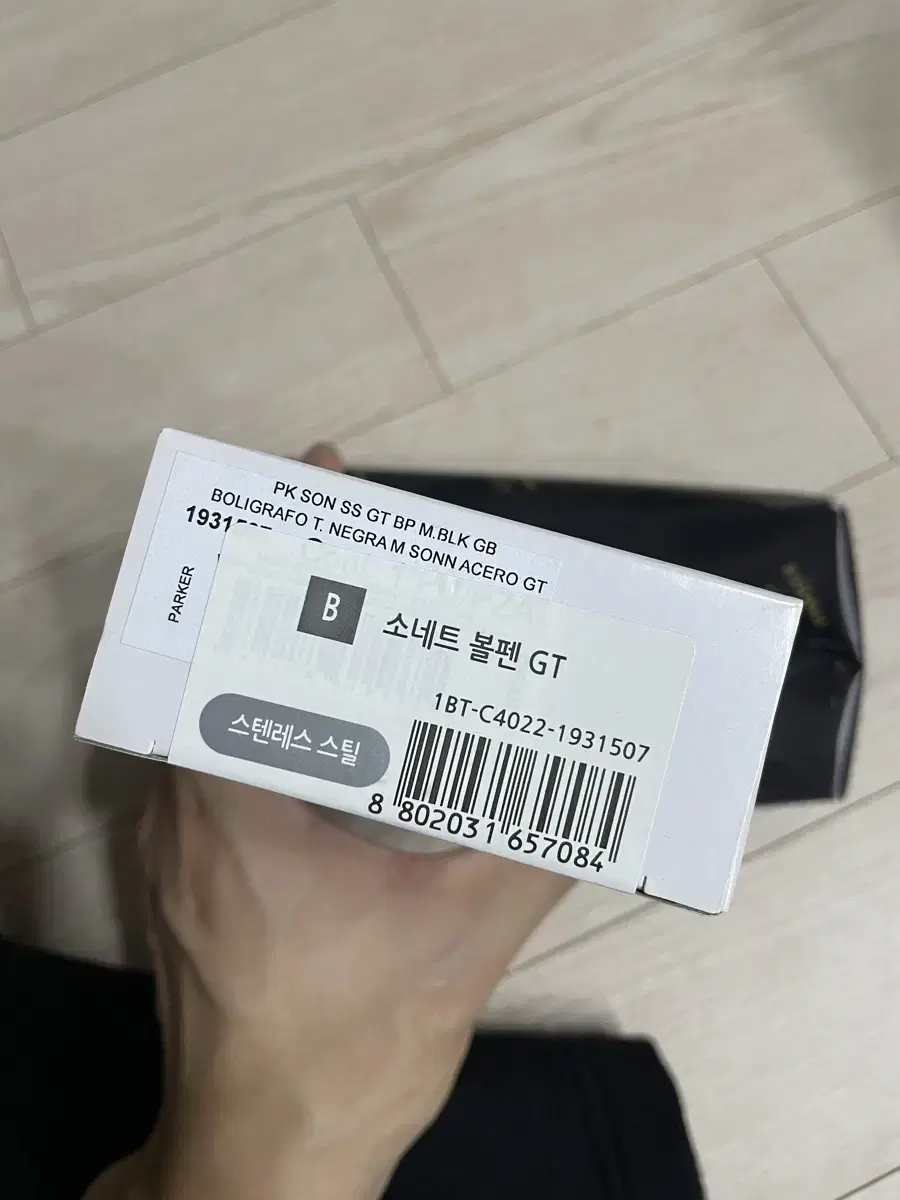 PK SON SS GT BP M.BLK GB
BOLIGRAFO T. NEGRA M SONN ACERO GT
PARKER
B
소네트 볼펜 GT
스텐레스 스틸
1BT-C4022-1931507
8 802031 657084